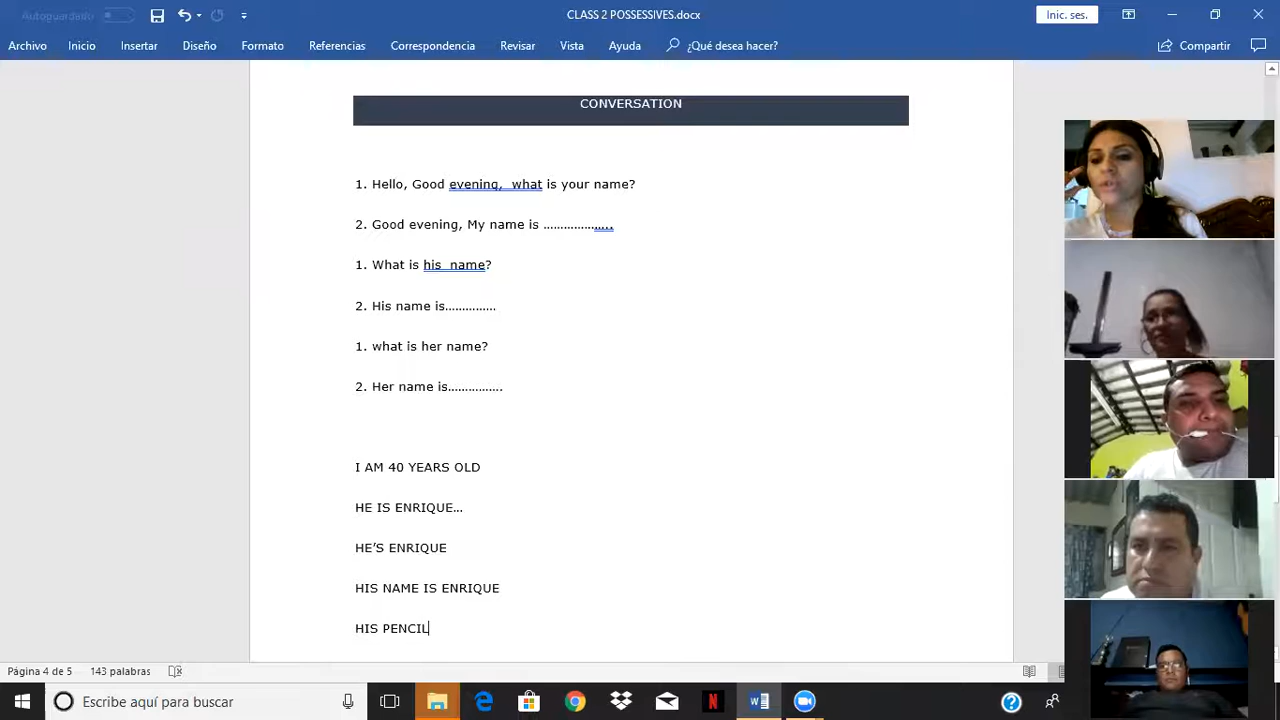 Autoguardado
CLASS 2 POSSESSIVES.docx
Inic. ses.
Archivo Inicio Insertar Diseño Formato Referencias Correspondencia Revisar Vista Ayuda ¿Qué desea hacer? Compartir
CONVERSATION
1. Hello, Good evening,  what is your name?
2. Good evening, My name is …………………..
1. What is his  name?
2. His name is……………
1. what is her name?
2. Her name is…………….
I AM 40 YEARS OLD
HE IS ENRIQUE…
HE’S ENRIQUE
HIS NAME IS ENRIQUE
HIS PENCIL
Página 4 de 5 143 palabras
Escribe aquí para buscar